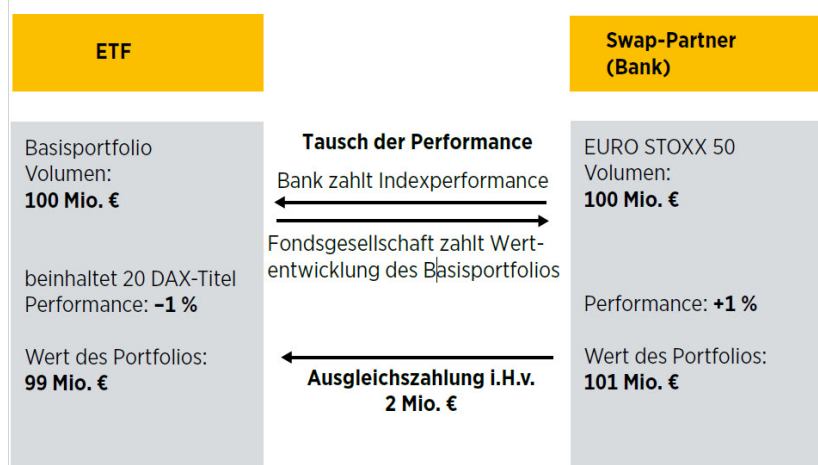 ETF
Swap-Partner
(Bank)
Basisportfolio
Volumen:
100 Mio. €
beinhaltet 20 DAX-Titel
Performance: –1 %
Wert des Portfolios:
99 Mio. €
Tausch der Performance
Bank zahlt Indexperformance
Fondsgesellschaft zahlt Wert-
entwicklung des Basisportfolios
Ausgleichszahlung i.H.v.
2 Mio. €
EURO STOXX 50
Volumen:
100 Mio. €
Performance: +1 %
Wert des Portfolios:
101 Mio. €